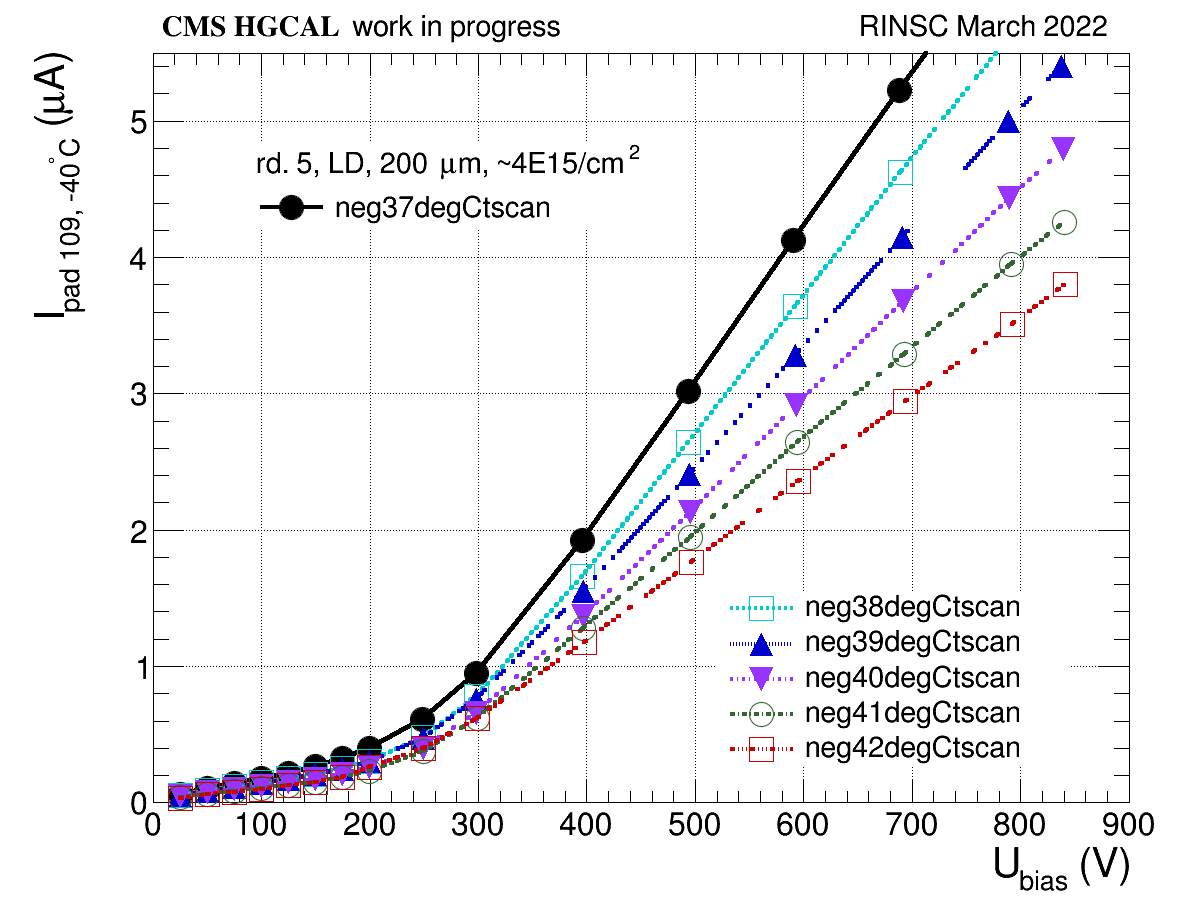 CMS HGCAL work in progress RINSC March 2022
I pad 109, -40°C (μA)
rd. 5, LD, 200 μm, ~4E15/cm²
neg37degCtscan
5
4
3
2
1
0
neg38degCtscan
neg39degCtscan
neg40degCtscan
neg41degCtscan
neg42degCtscan
0 100 200 300 400 500 600 700 800 900
U bias (V)